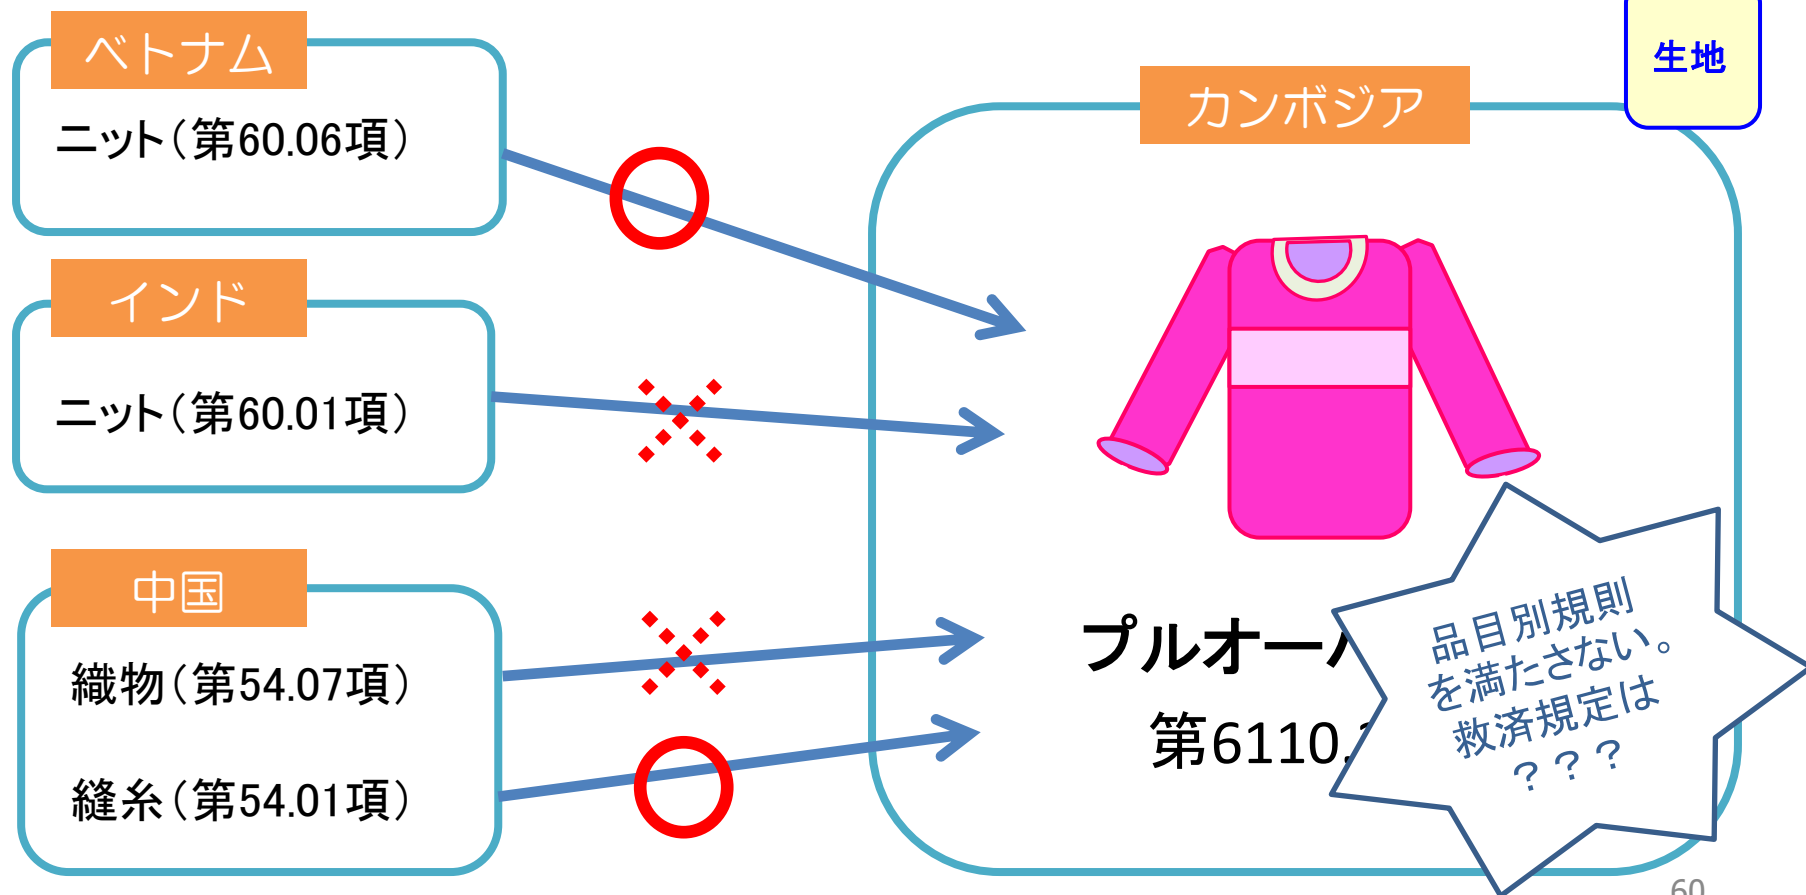 生地
ベトナム
ニット（第60.06項）
カンボジア
インド
ニット（第60.01項）
中国
織物（第54.07項）
縫糸（第54.01項）
プルオー
第6110.
品目別規則
を満たさない。
救済規定は
？？？
60